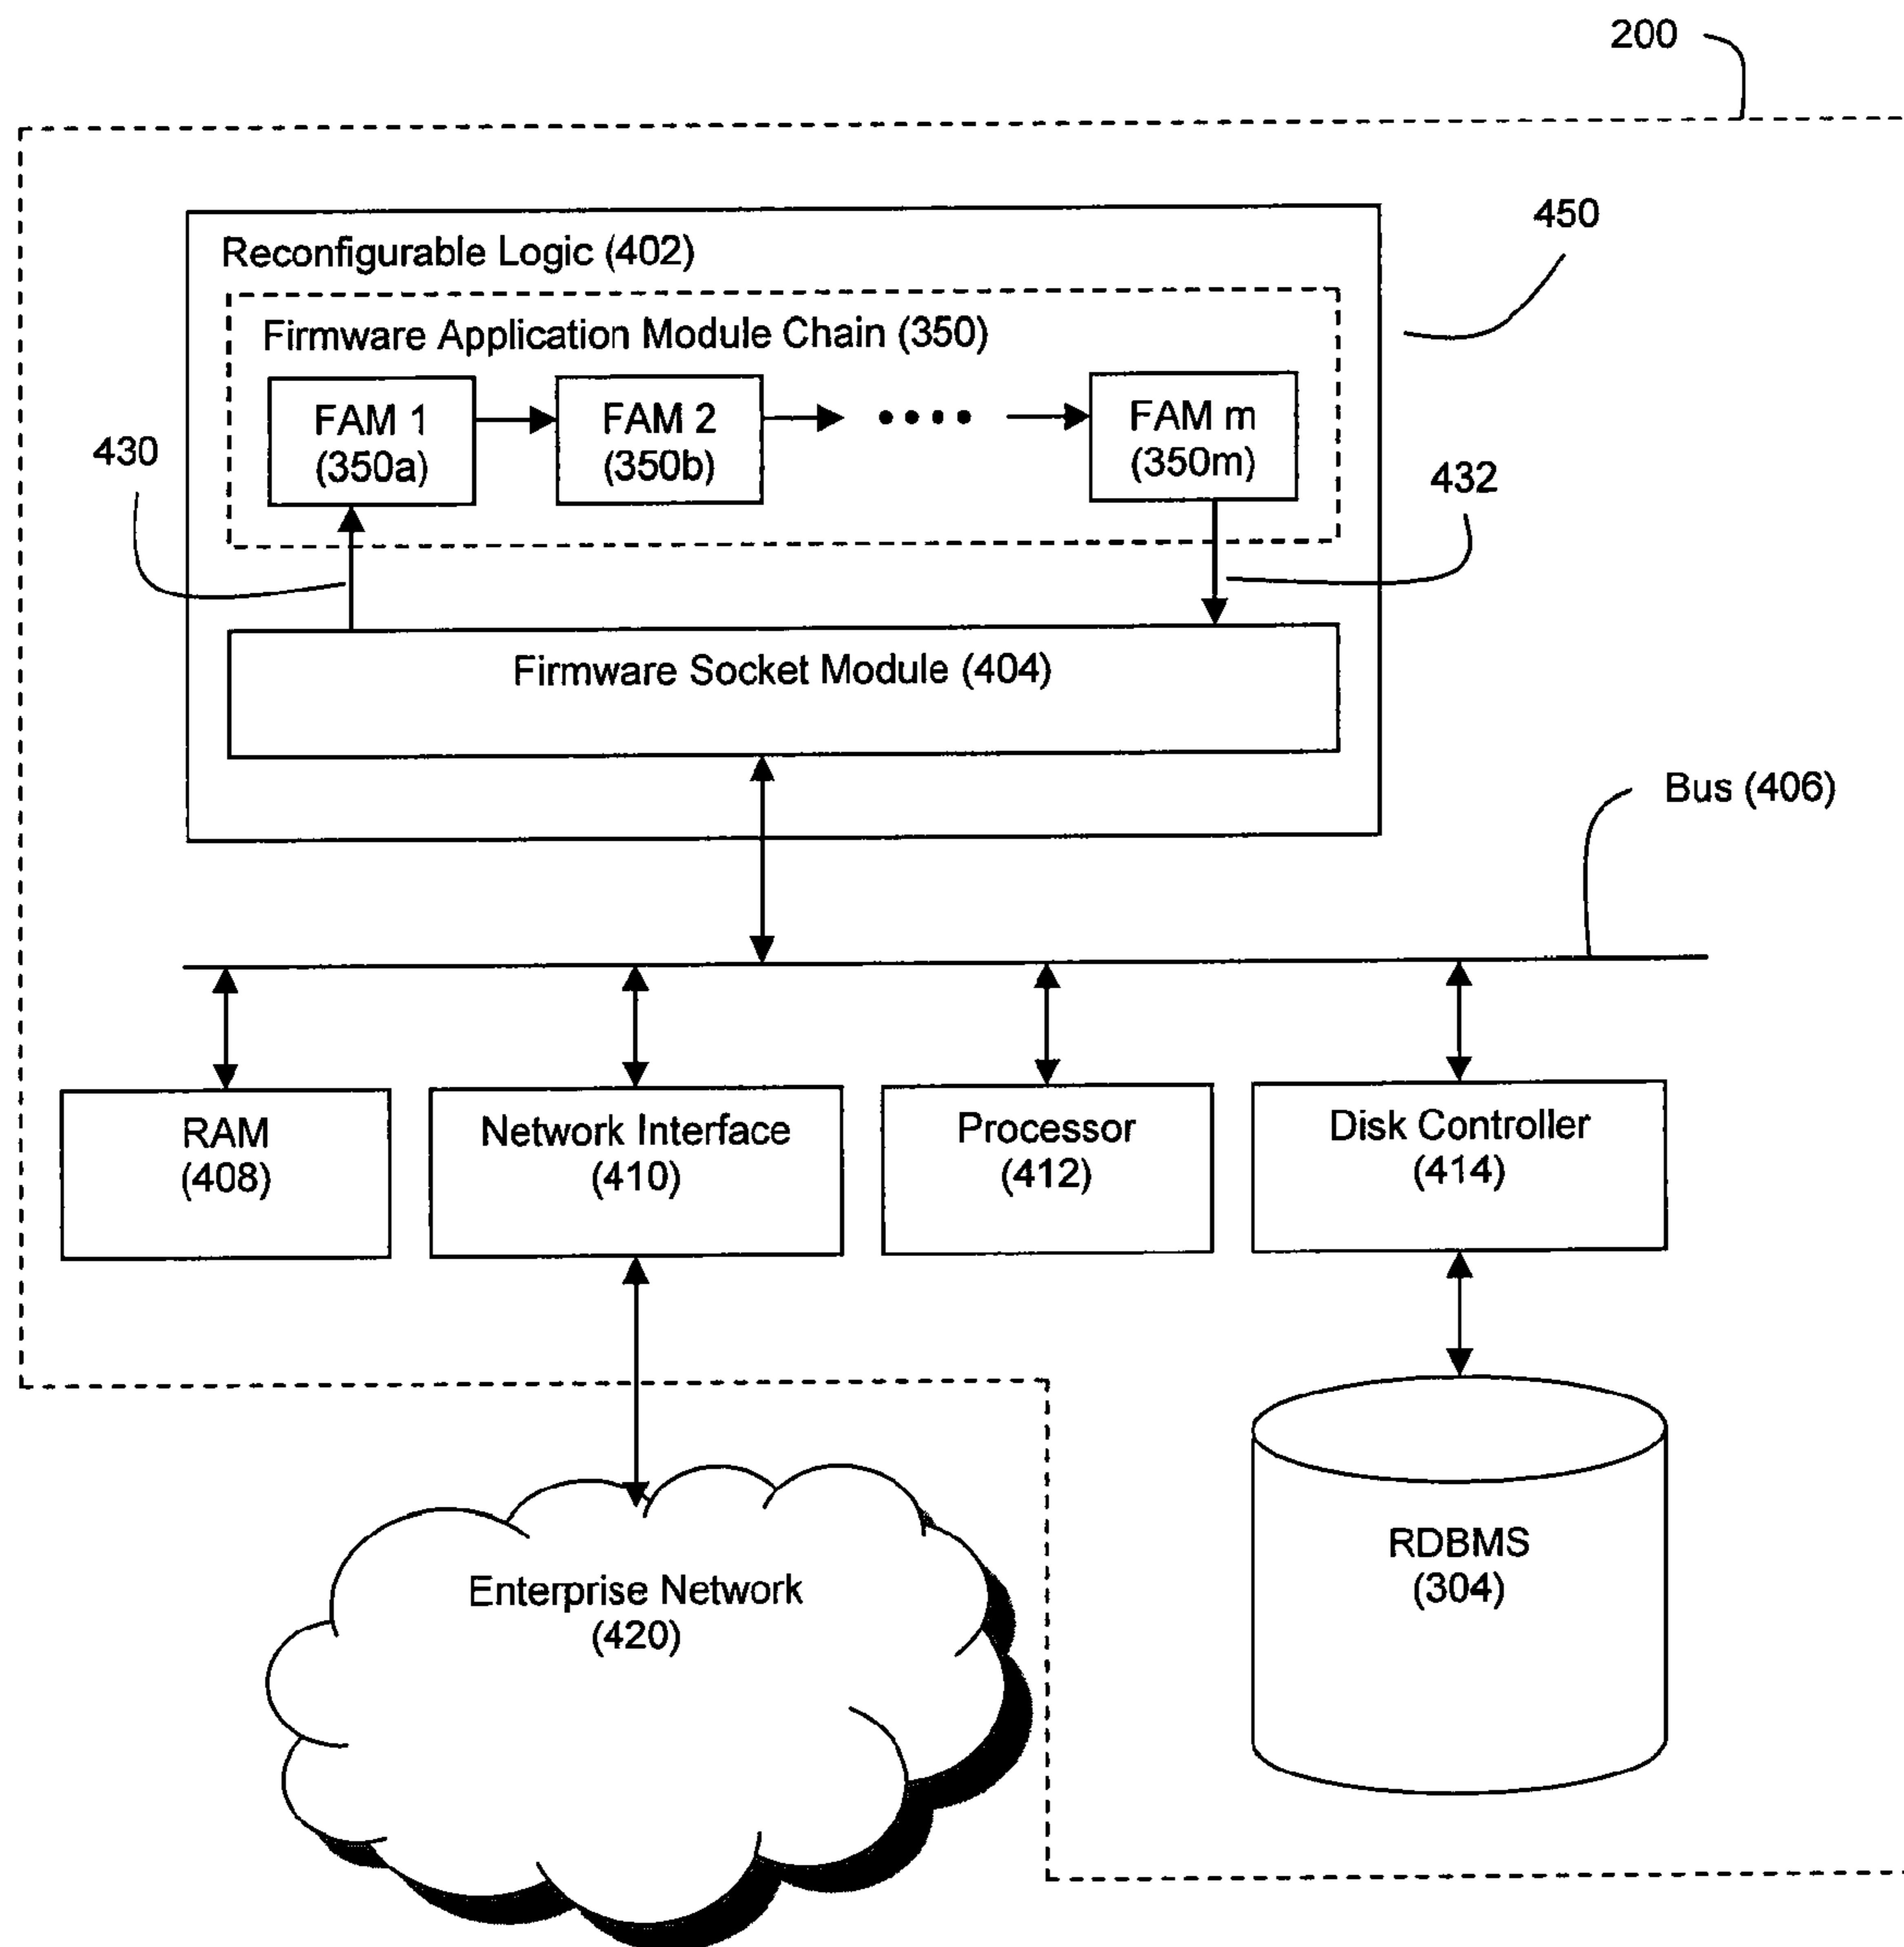 200
450
Reconfigurable Logic (402)
Firmware Application Module Chain (350)
FAM 1
(350a)
FAM 2
(350b)
FAM m
(350m)
430
432
Firmware Socket Module (404)
Bus (406)
RAM
(408)
Network Interface
(410)
Processor
(412)
Disk Controller
(414)
Enterprise Network
(420)
RDBMS
(304)